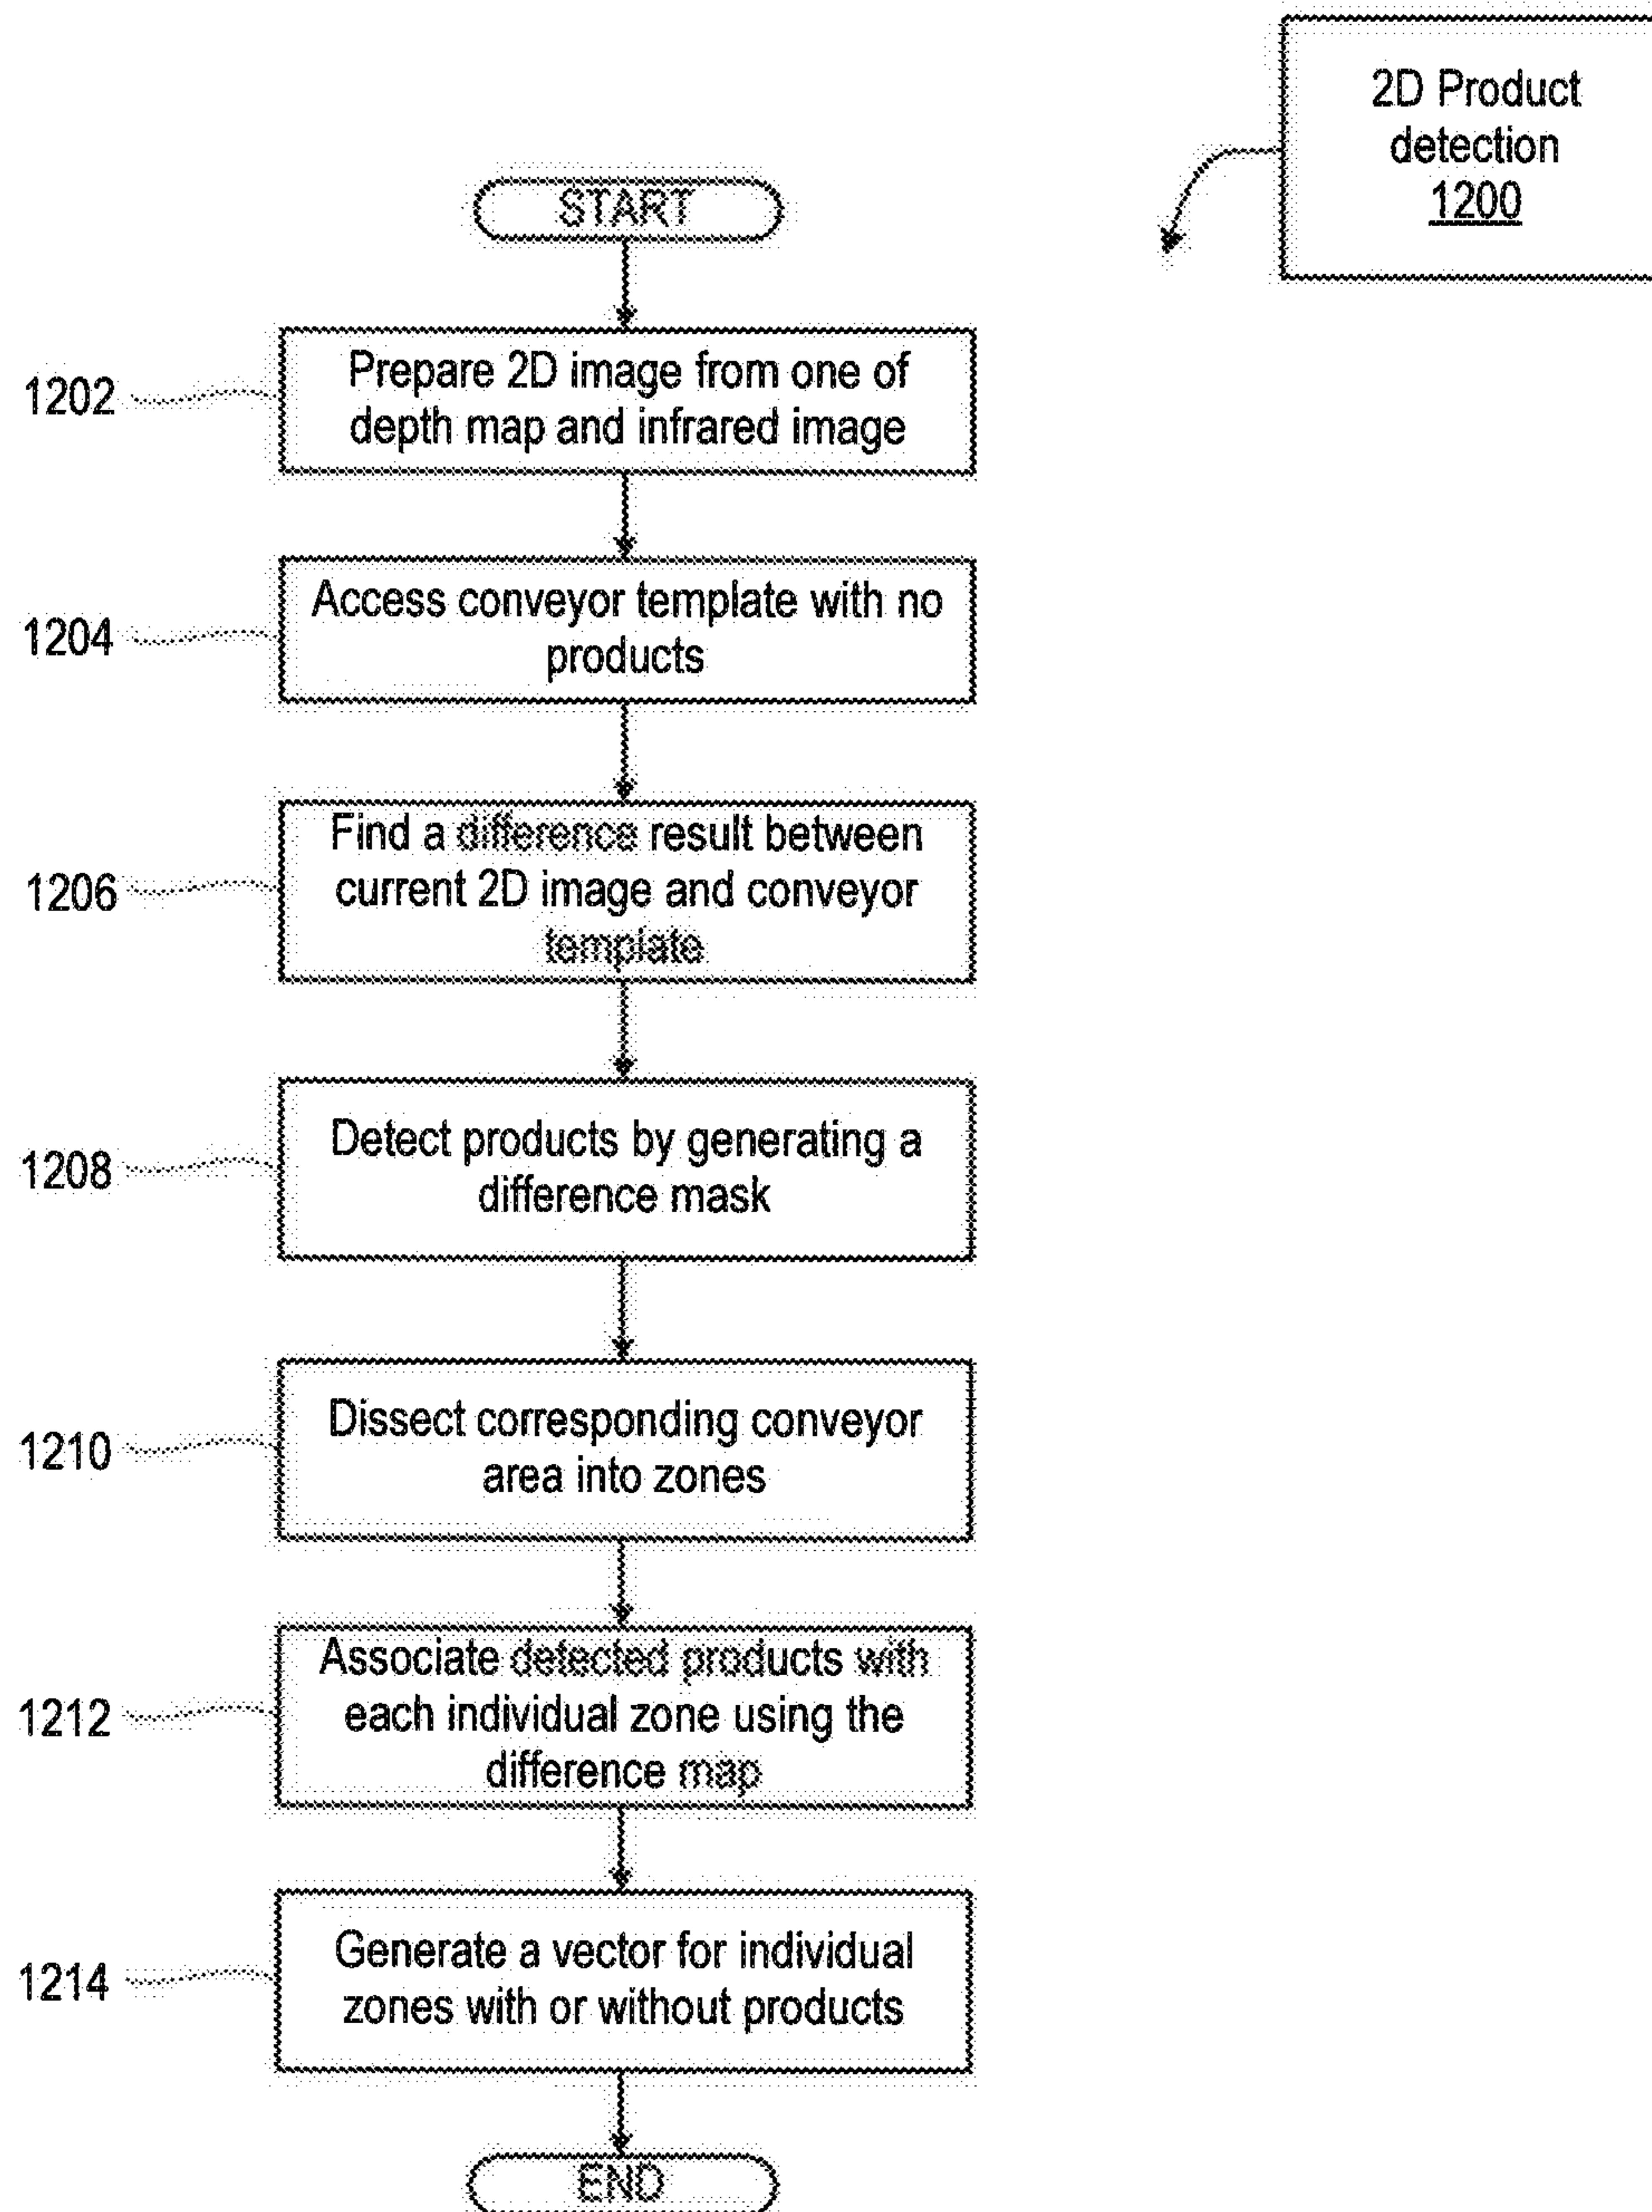 2D Product
detection
1200
START
1202
Prepare 2D image from one of
depth map and infrared image
1204
Access conveyor template with no
products
1206
Find a difference result between
current 2D image and conveyor
template
1208
Detect products by generating a
difference mask
1210
Dissect corresponding conveyor
area into zones
1212
Associate detected products with
each individual zone using the
difference map
1214
Generate a vector for individual
zones with or without products
END